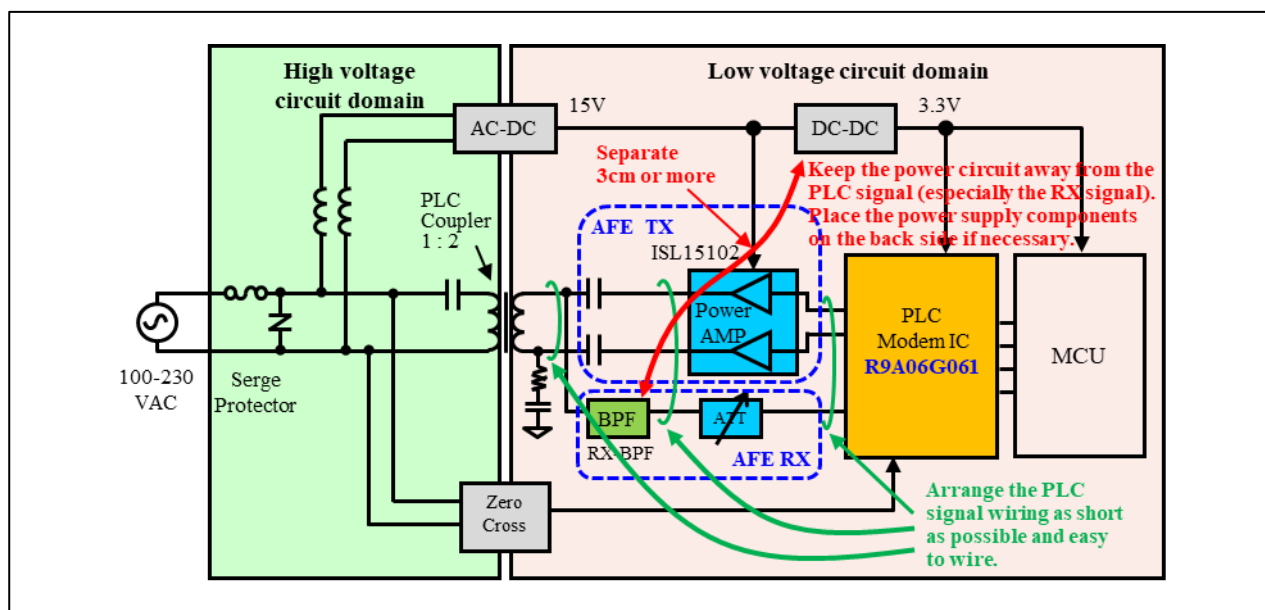 High voltage
circuit domain
Low voltage circuit domain
AC-DC
15V
DC-DC
3.3V
Separate
3cm or more
Keep the power circuit away from the
PLC signal (especially the RX signal).
Place the power supply components
on the back side if necessary.
PLC
Coupler
1 : 2
AFE TX
ISL15102
Power
AMP
PLC
Modem IC
R9A06G061
MCU
100-230
VAC
Serge
Protector
BPF
RX-BPF
ATT
AFE RX
Zero
Cross
Arrange the PLC
signal wiring as short
as possible and easy
to wire.